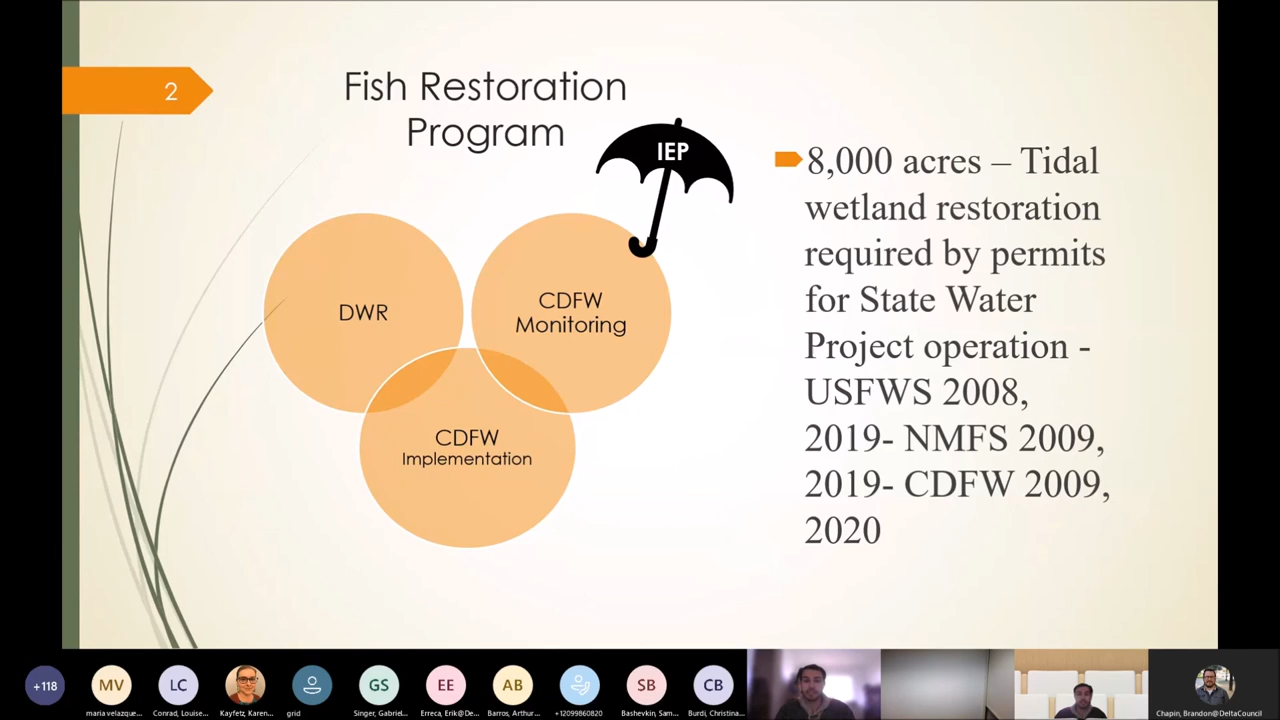 2
Fish Restoration
Program
IEP
DWR
CDFW
Monitoring
CDFW
Implementation
8,000 acres – Tidal
wetland restoration
required by permits
for State Water
Project operation -
USFWS 2008,
2019- NMFS 2009,
2019- CDFW 2009,
2020
+118
MV
LC
GS
EE
AB
SB
CB
maria velazque...
Conrad, Louise...
Kayfetz, Karen...
grid
Singer, Gabriel...
Erreca, Erik@De...
Barros, Arthur...
+12099860820
Bashevkin, Sam...
Burdi, Christina...
Chapin, Brandon@DeltaCouncil